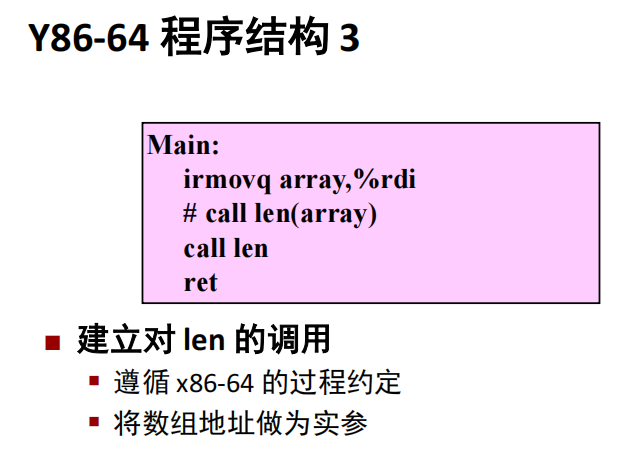 Y86-64 程序结构 3
Main:
irmovq array,%rdi
# call len(array)
call len
ret
建立对 len 的调用
遵循 x86-64 的过程约定
将数组地址做为实参